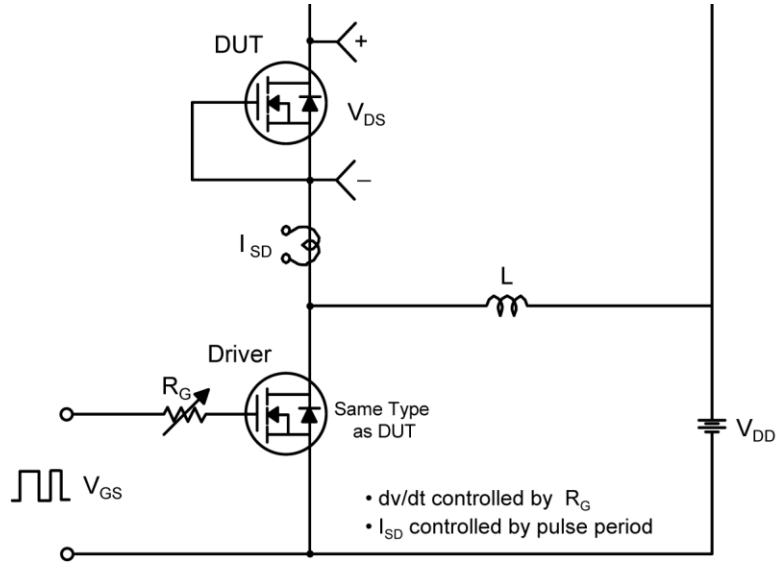 DUT
+
V_DS
–
I_SD
L
Driver
R_G
Same Type
as DUT
V_DD
V_GS
• dv/dt controlled by R_G
• I_SD controlled by pulse period